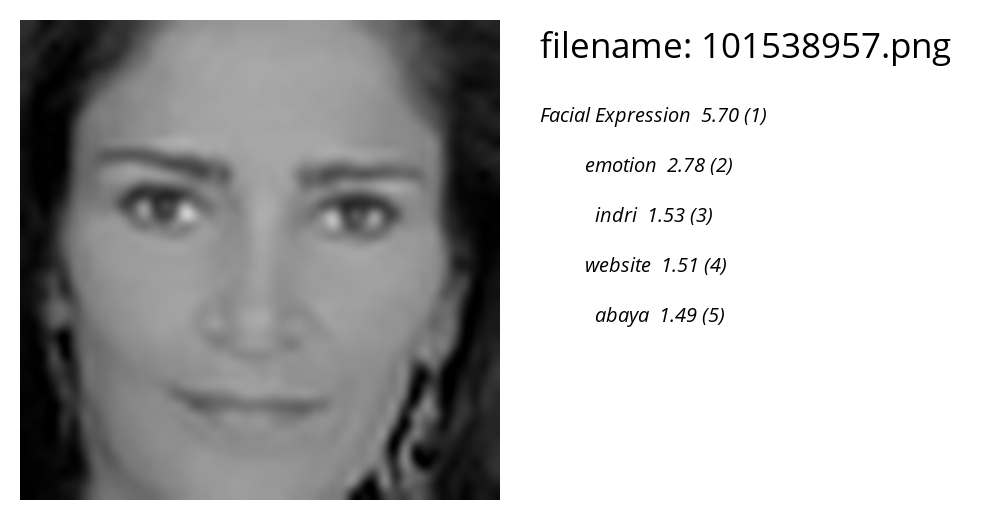 filename: 101538957.png
Facial Expression 5.70 (1)
emotion 2.78 (2)
indri 1.53 (3)
website 1.51 (4)
abaya 1.49 (5)